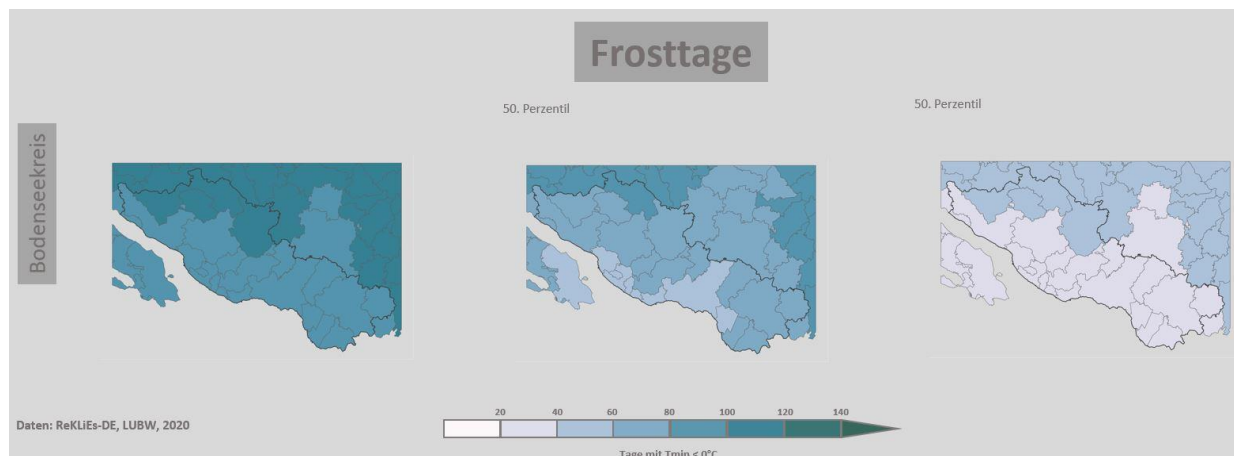 Frosttage
50. Perzentil
50. Perzentil
Bodenseekreis
20 40 60 80 100 120 140
Daten: ReKLiEs-DE, LUBW, 2020
Tage mit Tmin < 0°C